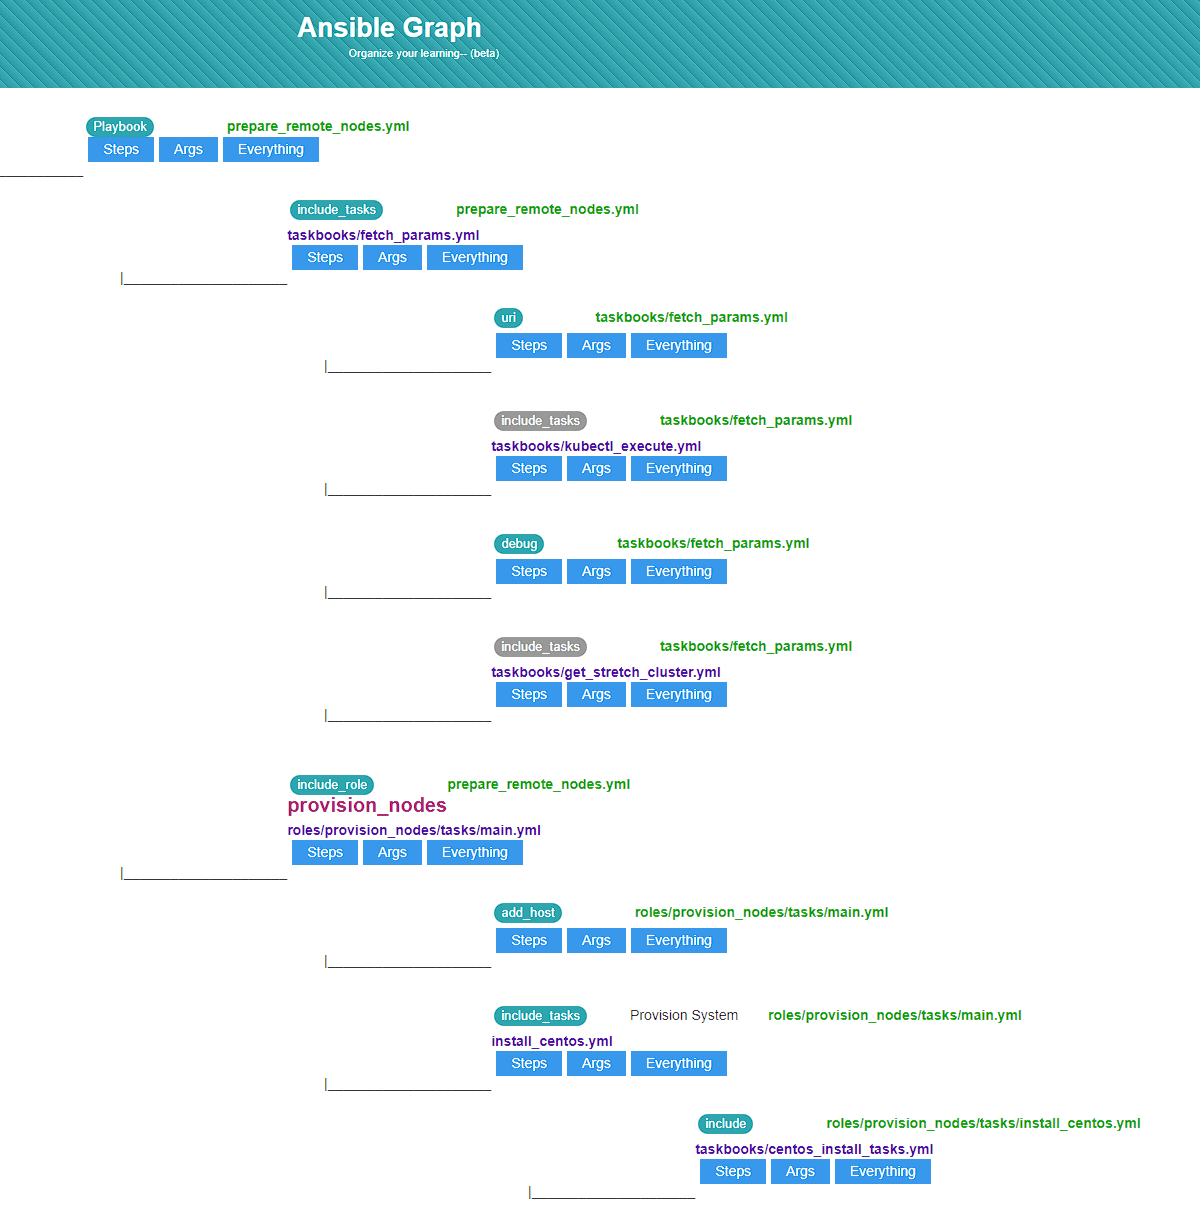 Ansible Graph
Organize your learning-- (beta)
Playbook prepare_remote_nodes.yml
Steps Args Everything
include_tasks prepare_remote_nodes.yml
taskbooks/fetch_params.yml
Steps Args Everything
uri taskbooks/fetch_params.yml
Steps Args Everything
include_tasks taskbooks/fetch_params.yml
taskbooks/kubectl_execute.yml
Steps Args Everything
debug taskbooks/fetch_params.yml
Steps Args Everything
include_tasks taskbooks/fetch_params.yml
taskbooks/get_stretch_cluster.yml
Steps Args Everything
include_role prepare_remote_nodes.yml
provision_nodes
roles/provision_nodes/tasks/main.yml
Steps Args Everything
add_host roles/provision_nodes/tasks/main.yml
Steps Args Everything
include_tasks Provision System roles/provision_nodes/tasks/main.yml
install_centos.yml
Steps Args Everything
include roles/provision_nodes/tasks/install_centos.yml
taskbooks/centos_install_tasks.yml
Steps Args Everything